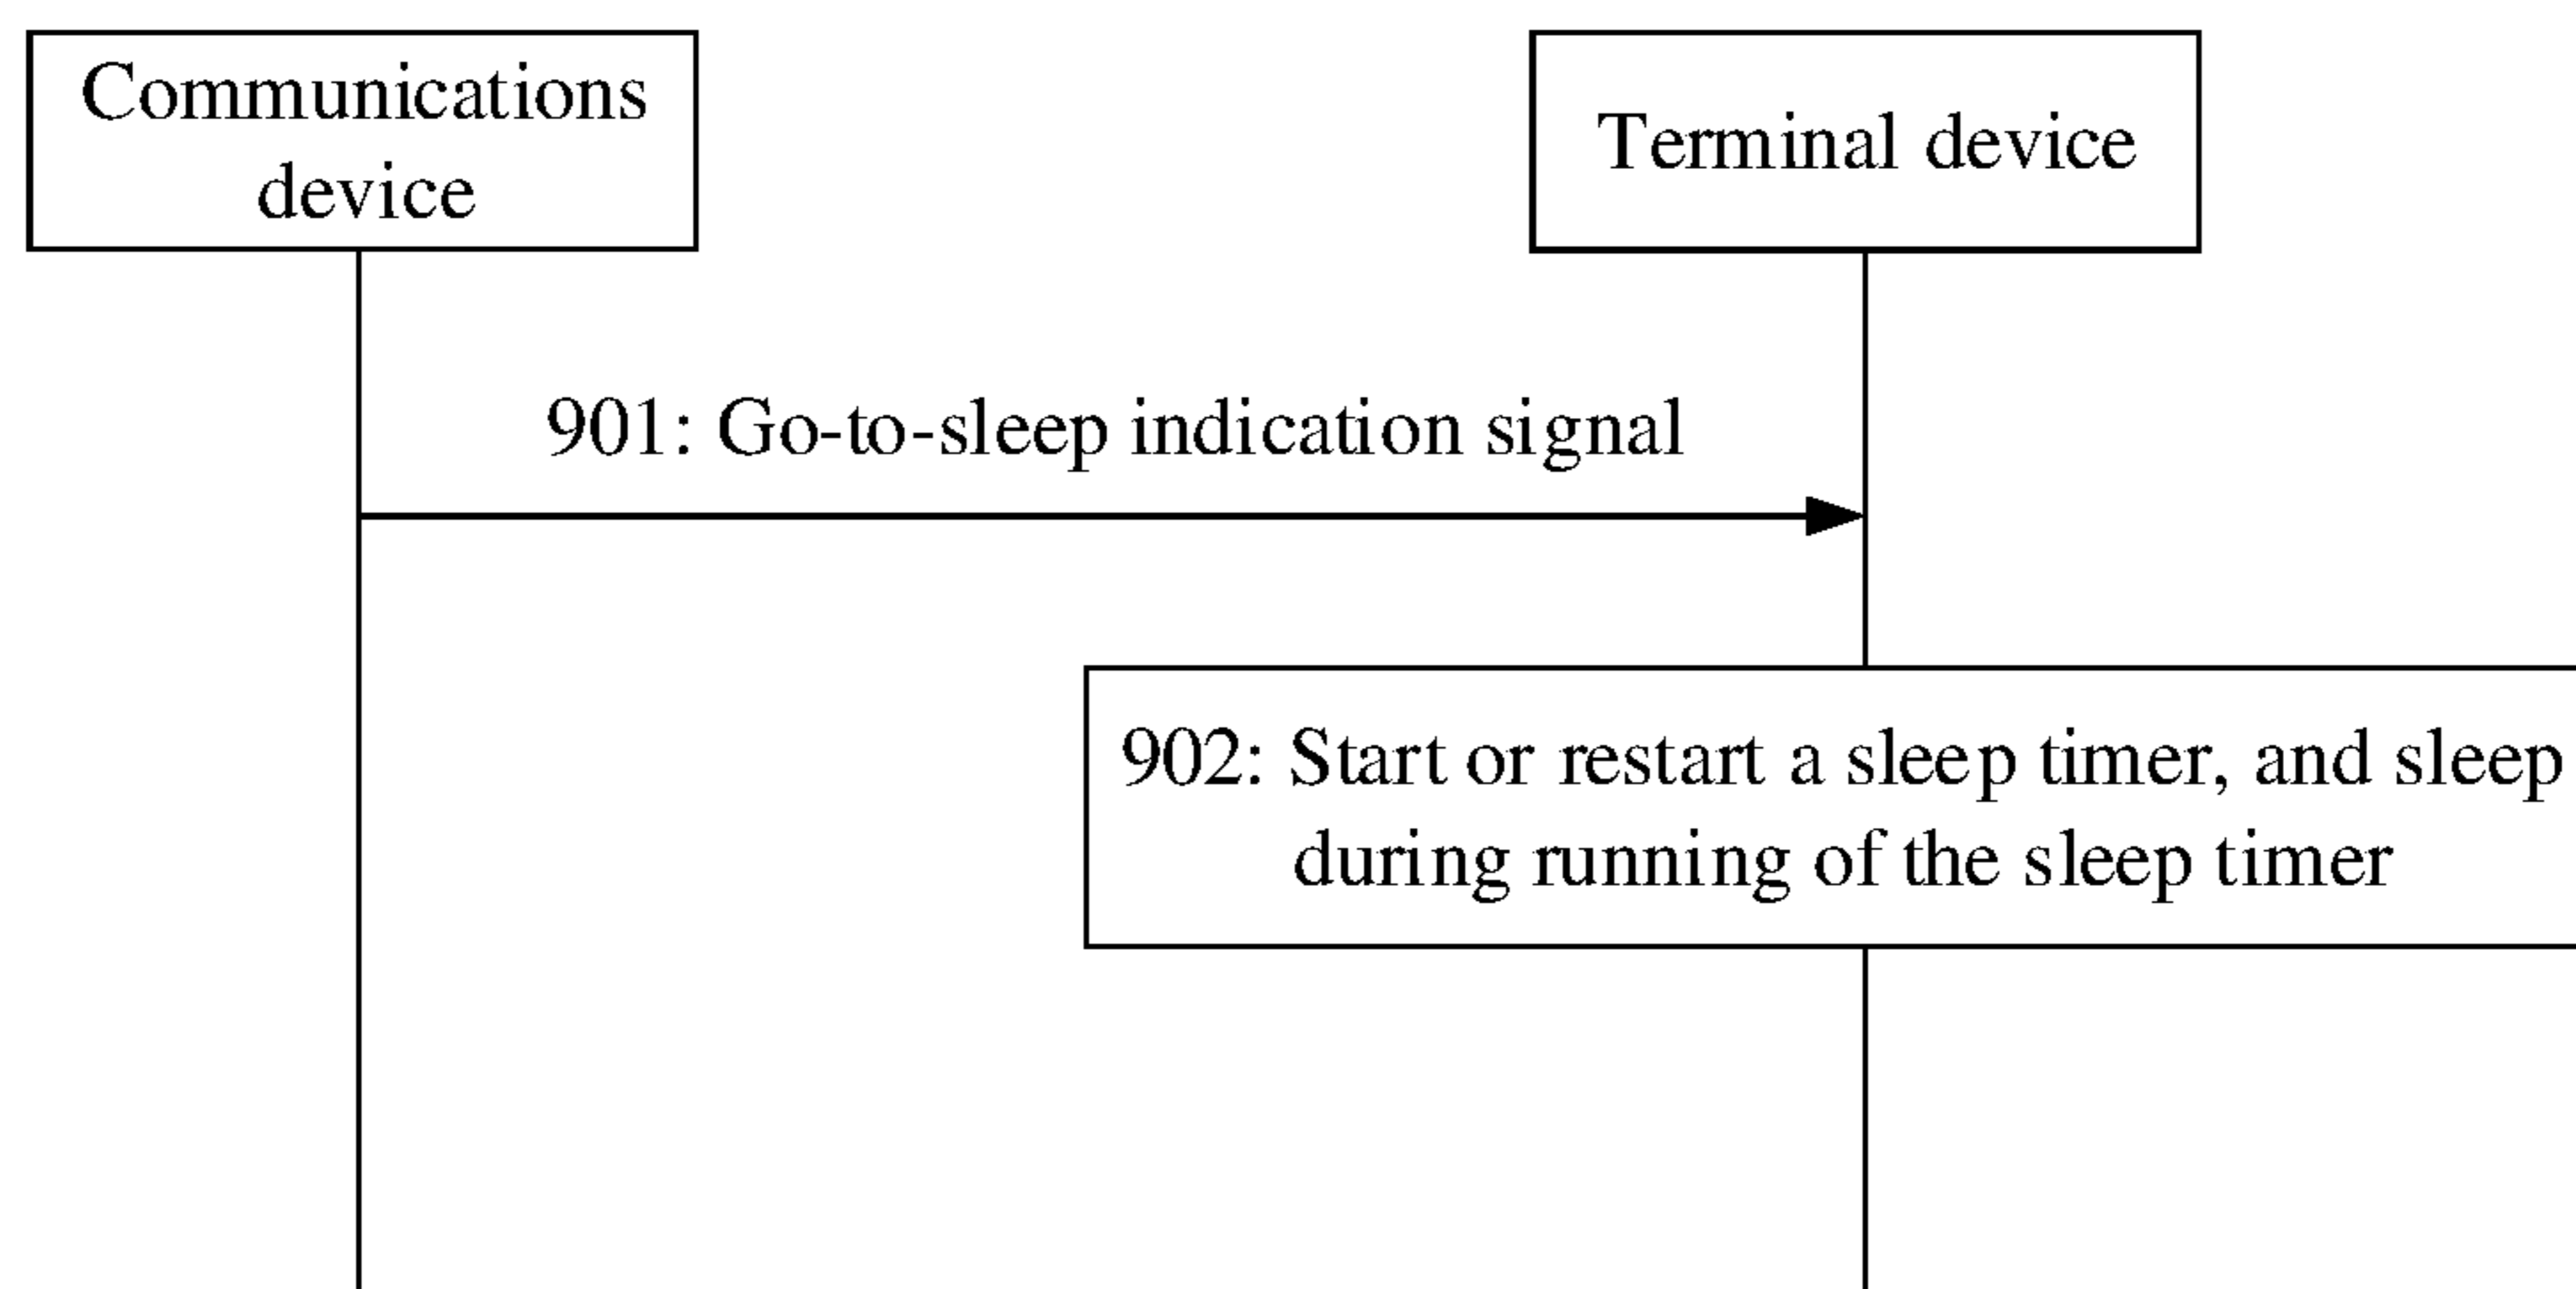 Communications
device
Terminal device
901: Go-to-sleep indication signal
902: Start or restart a sleep timer, and sleep
during running of the sleep timer